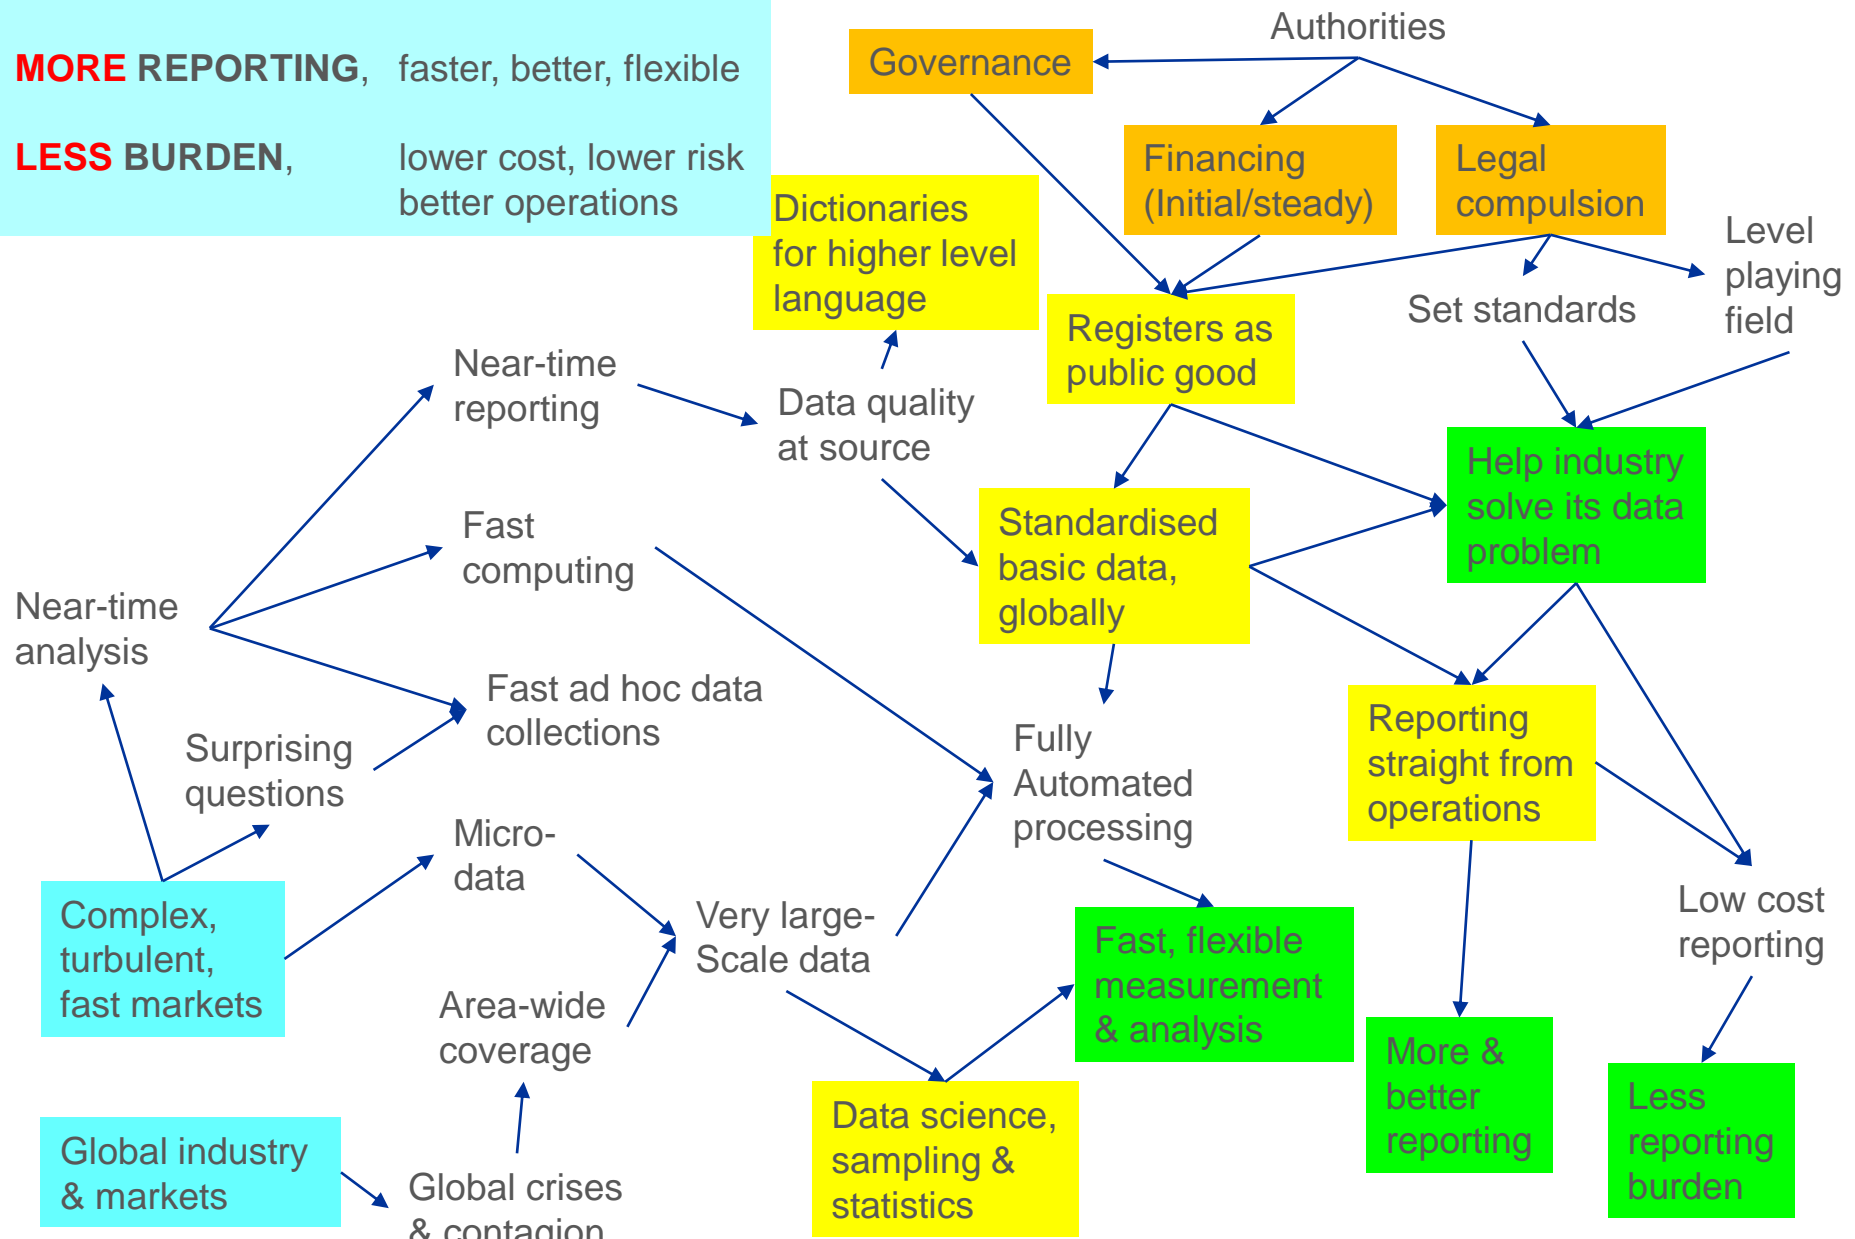 MORE REPORTING, faster, better, flexible
LESS BURDEN, lower cost, lower risk
better operations
Authorities
Governance
Financing
(Initial/steady)
Legal
compulsion
Dictionaries
for higher level
language
Level
playing
field
Set standards
Registers as
public good
Near-time
reporting
Data quality
at source
Help industry
solve its data
problem
Standardised
basic data,
globally
Fast
computing
Near-time
analysis
Fast ad hoc data
collections
Surprising
questions
Fully
Automated
processing
Reporting
straight from
operations
Micro-
data
Complex,
turbulent,
fast markets
Very large-
Scale data
Fast, flexible
measurement
& analysis
Low cost
reporting
Area-wide
coverage
More &
better
reporting
Less
reporting
burden
Data science,
sampling &
statistics
Global industry
& markets
Global crises
& contagion